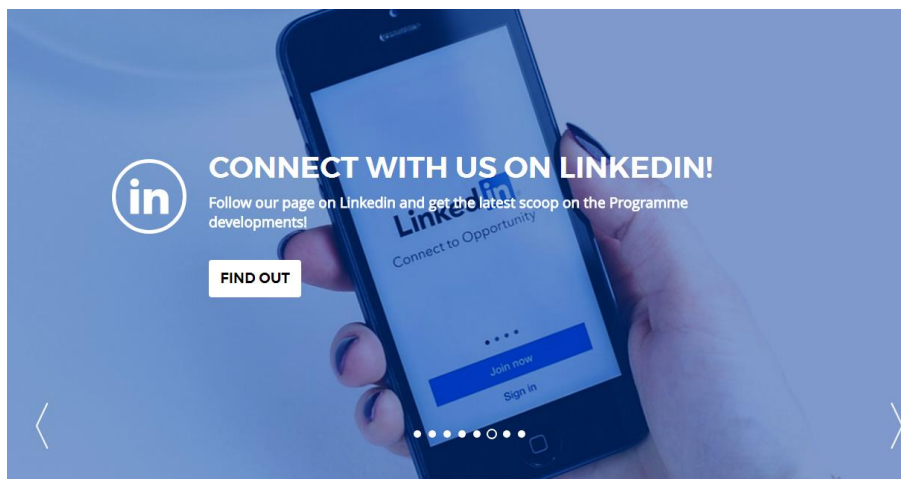 CONNECT WITH US ON LINKEDIN!
in
Follow our page on Linkedin and get the latest scoop on the Programme
developments!
Linked in
Connect to Opportunity
FIND OUT
Join now
Sign in